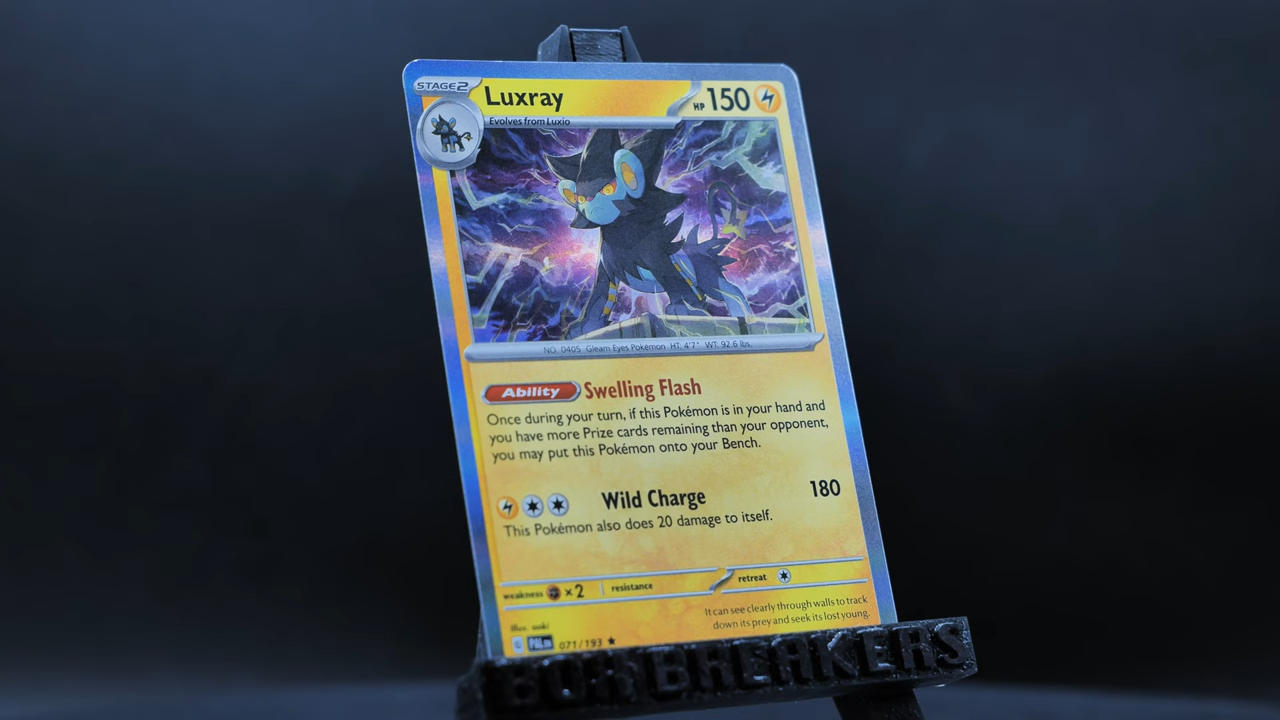 STAGE2
Luxray
HP 150
Evolves from Luxio
NO. 0405 Gleam Eyes Pokémon HT. 4'7" WT. 92.6 lbs.
Ability Swelling Flash
Once during your turn, if this Pokémon is in your hand and
you have more Prize cards remaining than your opponent,
you may put this Pokémon onto your Bench.
Wild Charge 180
This Pokémon also does 20 damage to itself.
weakness ×2 resistance retreat
It can see clearly through walls to track
down its prey and seek its lost young.
Illus.
PAL EN 071/193 ★
BOX BREAKERS